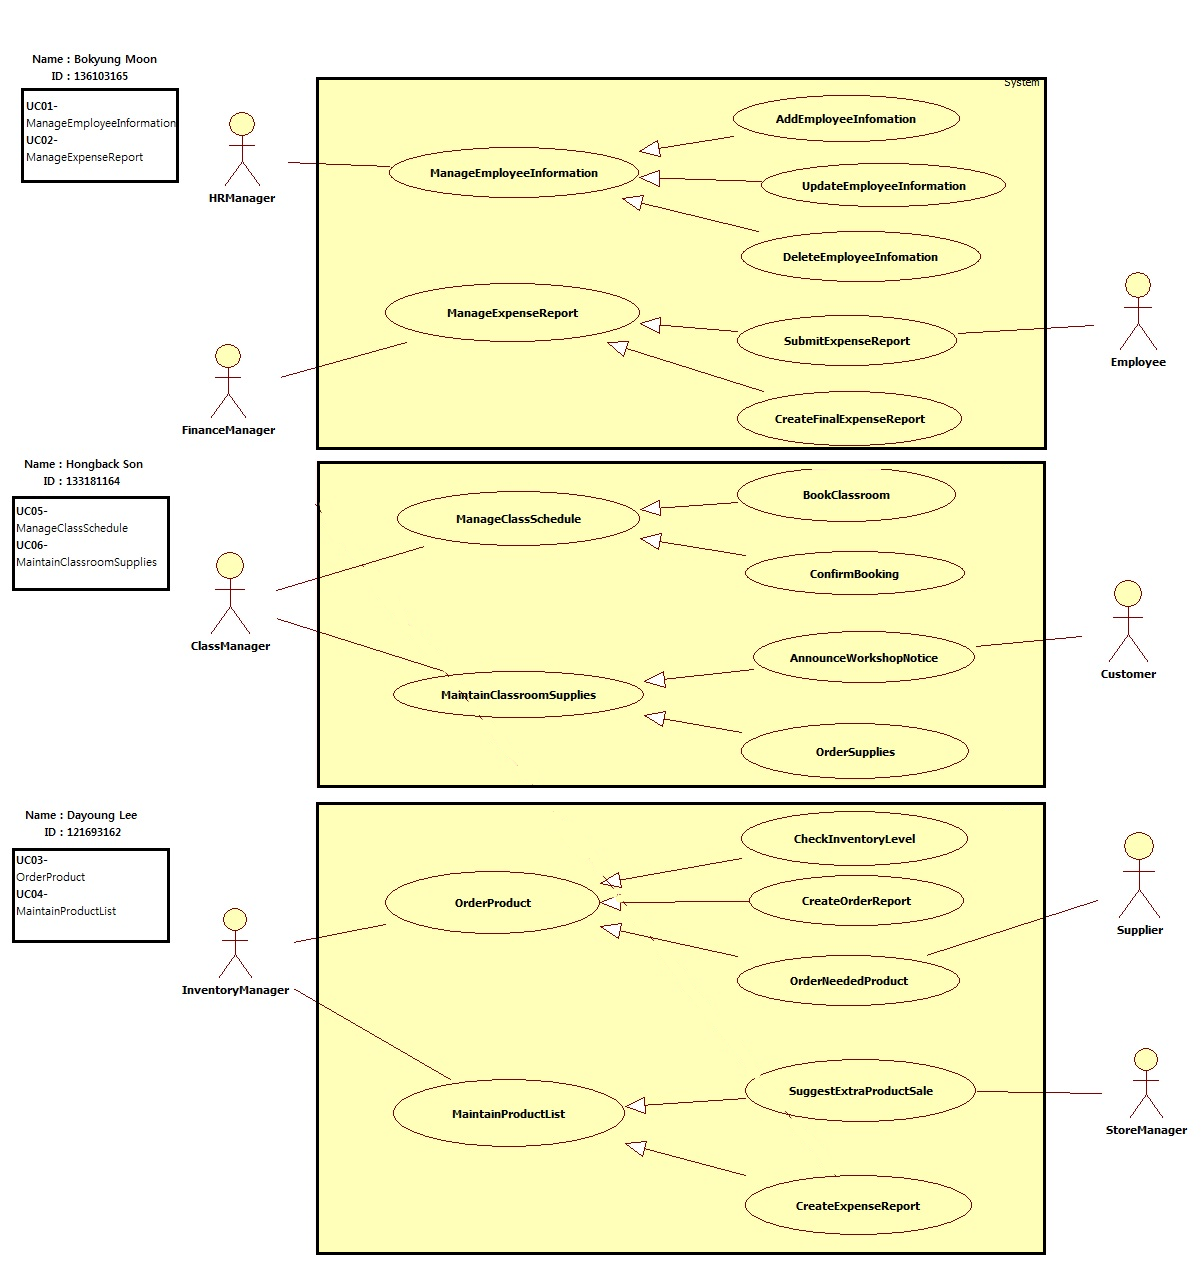 Name : Bokyung Moon
ID : 136103165
UC01-
ManageEmployeeInformation
UC02-
ManageExpenseReport
System
HRManager
ManageEmployeeInformation
AddEmployeeInfomation
UpdateEmployeeInformation
DeleteEmployeeInfomation
ManageExpenseReport
SubmitExpenseReport
CreateFinalExpenseReport
Employee
FinanceManager
Name : Hongback Son
ID : 133181164
UC05-
ManageClassSchedule
UC06-
MaintainClassroomSupplies
ClassManager
ManageClassSchedule
BookClassroom
ConfirmBooking
AnnounceWorkshopNotice
MaintainClassroomSupplies
OrderSupplies
Customer
Name : Dayoung Lee
ID : 121693162
UC03-
OrderProduct
UC04-
MaintainProductList
InventoryManager
OrderProduct
CheckInventoryLevel
CreateOrderReport
OrderNeededProduct
Supplier
MaintainProductList
SuggestExtraProductSale
CreateExpenseReport
StoreManager